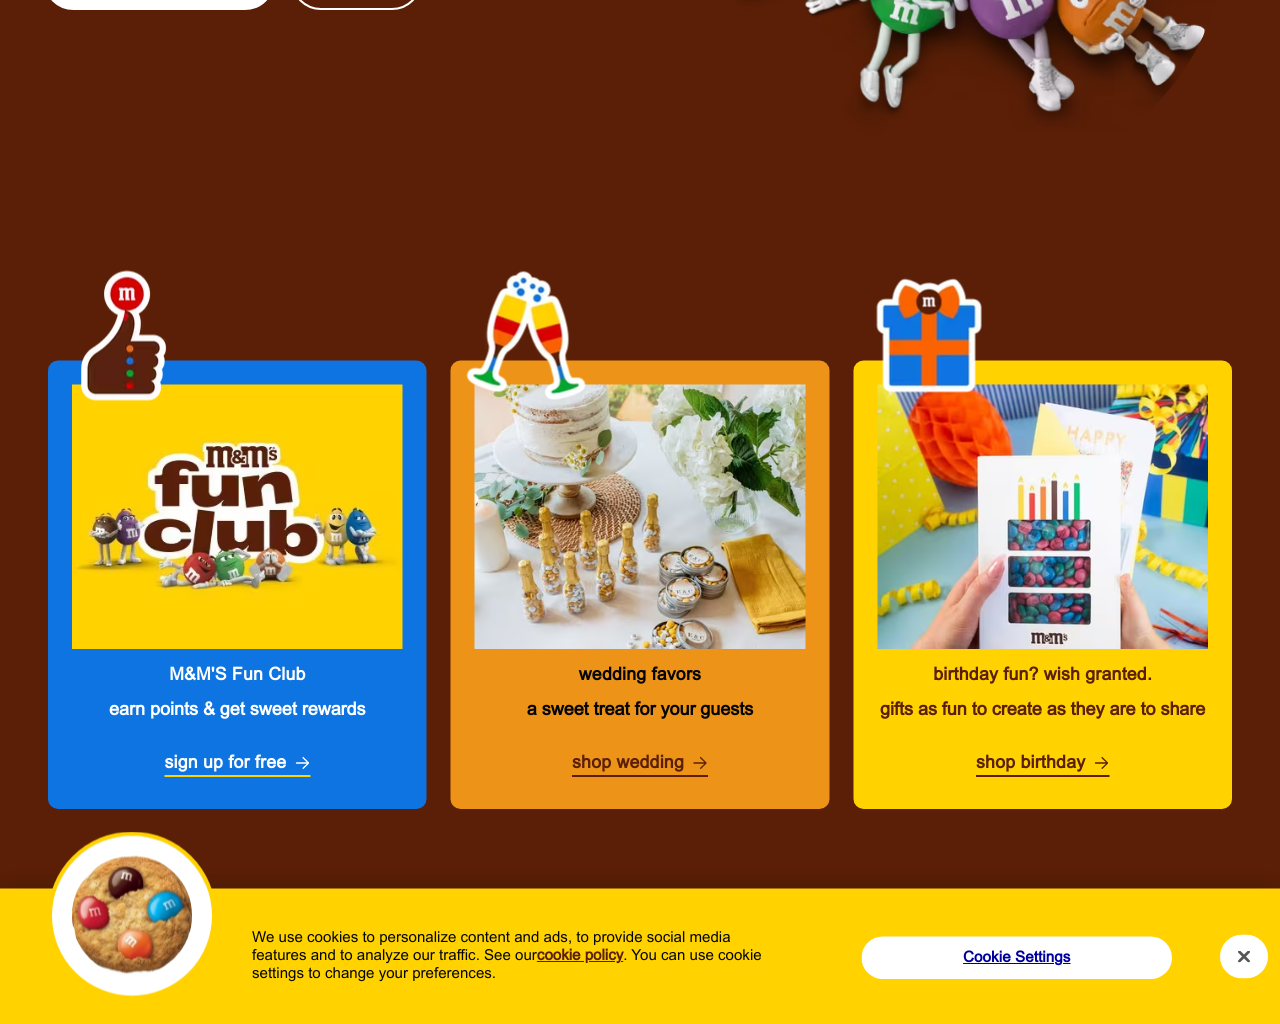 m
m
m
m
m
M&M'S
fun
club
m
m
m
HAPPY
m&m's
M&M'S Fun Club
earn points & get sweet rewards
sign up for free
wedding favors
a sweet treat for your guests
shop wedding
birthday fun? wish granted.
gifts as fun to create as they are to share
shop birthday
m
m
m
m
We use cookies to personalize content and ads, to provide social media
features and to analyze our traffic. See ourcookie policy. You can use cookie
settings to change your preferences.
Cookie Settings